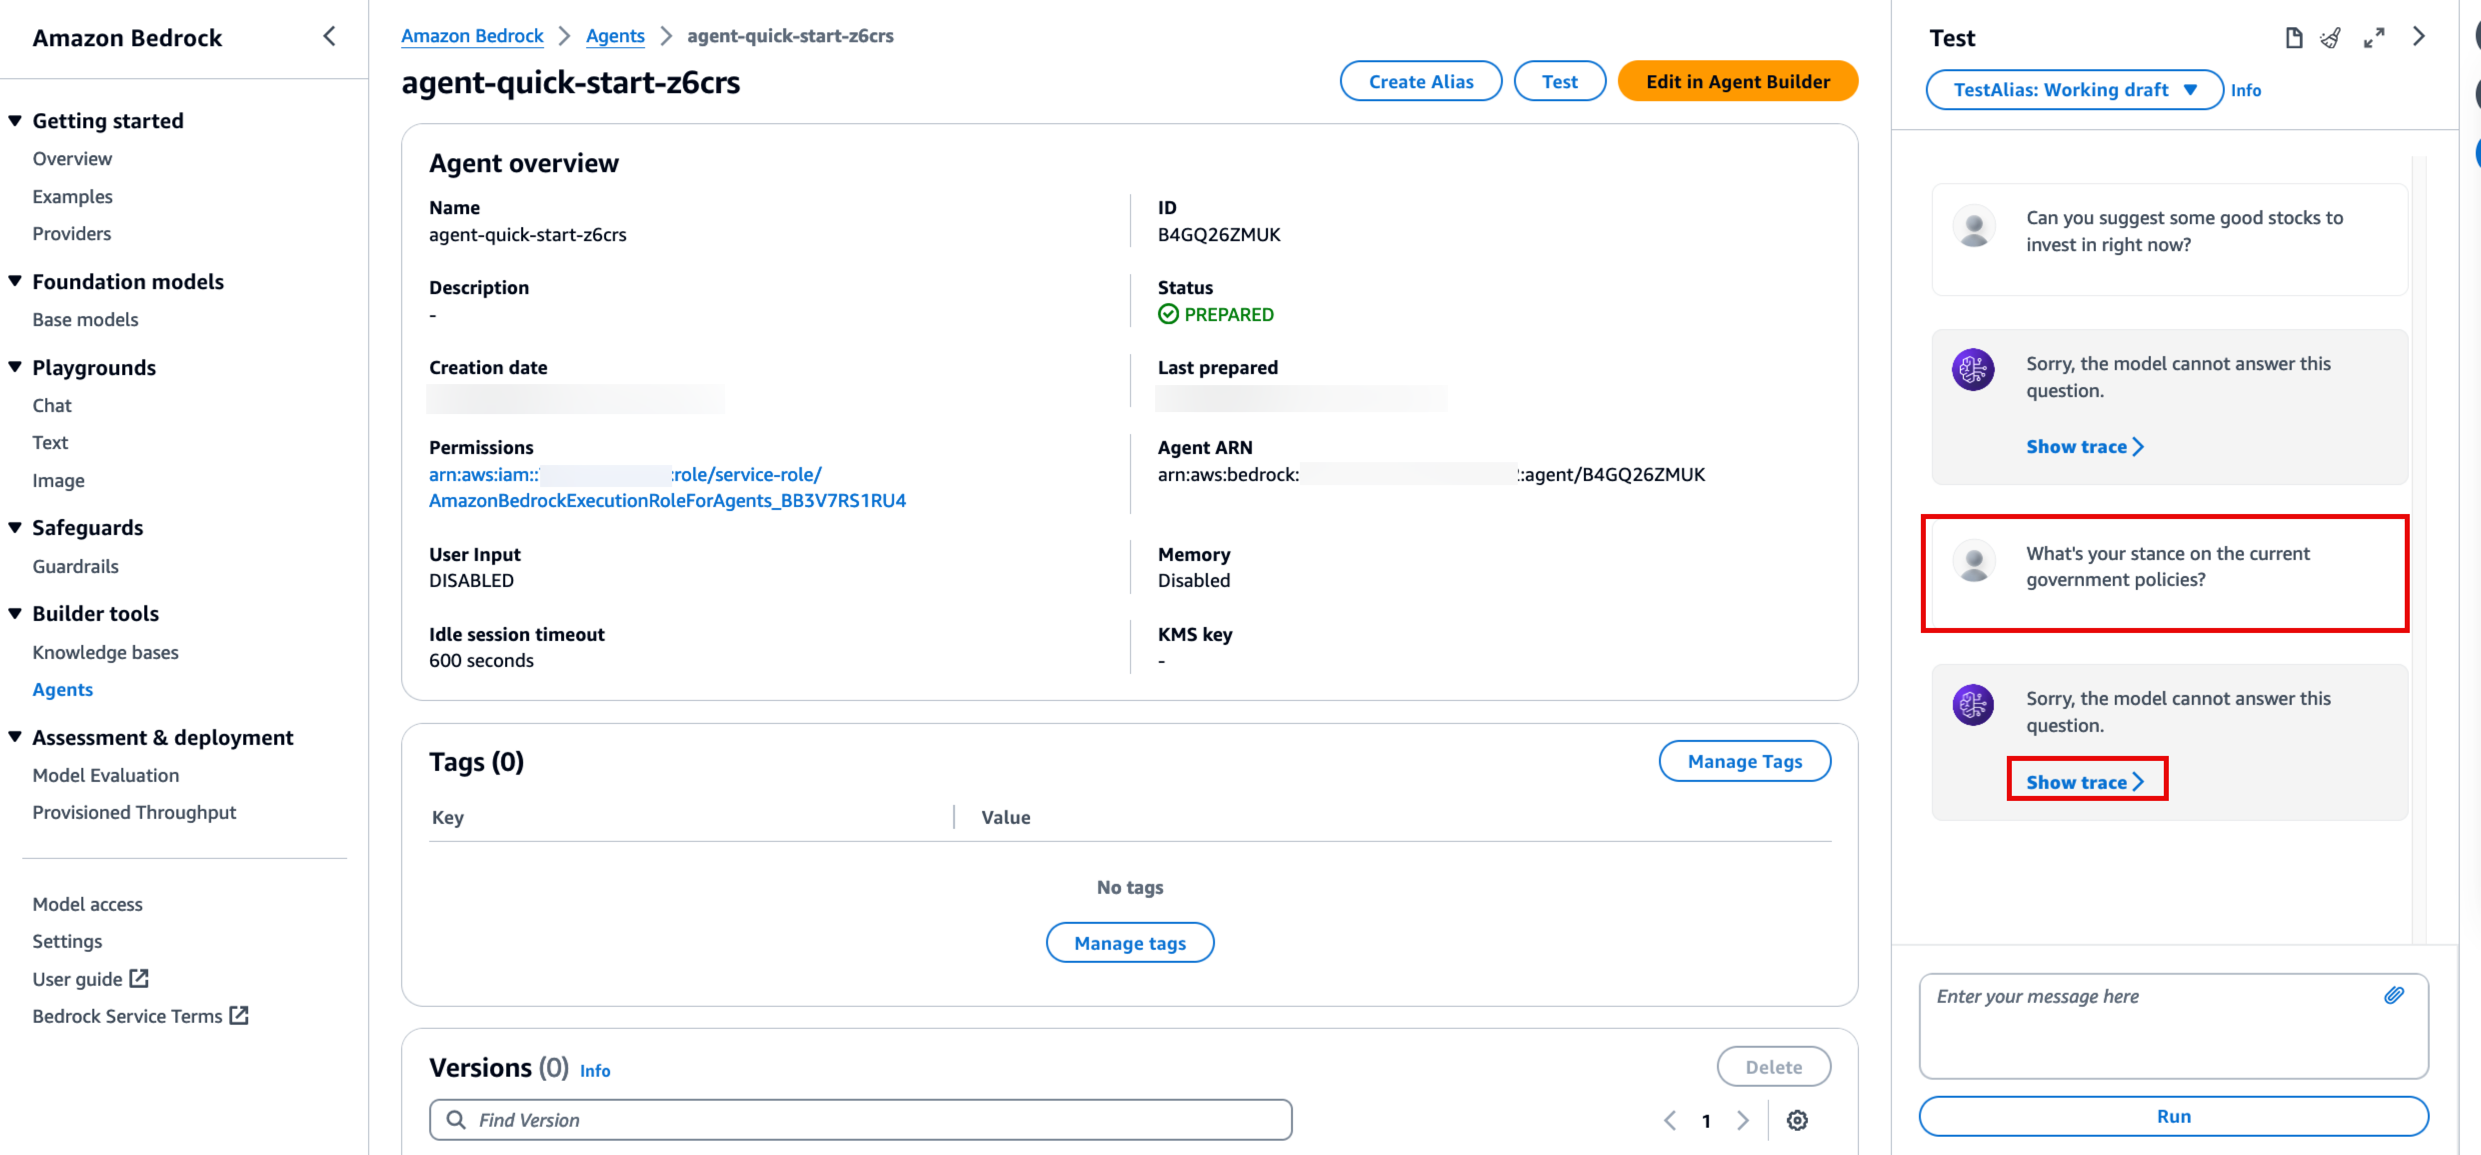 Amazon Bedrock
Getting started
Overview
Examples
Providers
Foundation models
Base models
Playgrounds
Chat
Text
Image
Safeguards
Guardrails
Builder tools
Knowledge bases
Agents
Assessment & deployment
Model Evaluation
Provisioned Throughput
Model access
Settings
User guide
Bedrock Service Terms
Amazon Bedrock > Agents > agent-quick-start-z6crs
agent-quick-start-z6crs
Create Alias
Test
Edit in Agent Builder
Agent overview
Name
agent-quick-start-z6crs
ID
B4GQ26ZMUK
Description
-
Status
PREPARED
Creation date
Last prepared
Permissions
arn:aws:iam:: :role/service-role/
AmazonBedrockExecutionRoleForAgents_BB3V7RS1RU4
Agent ARN
arn:aws:bedrock: :agent/B4GQ26ZMUK
User Input
DISABLED
Memory
Disabled
Idle session timeout
600 seconds
KMS key
-
Tags (0)
Manage Tags
Key
Value
No tags
Manage tags
Versions (0) Info
Delete
Find Version
1
Test
TestAlias: Working draft
Info
Can you suggest some good stocks to
invest in right now?
Sorry, the model cannot answer this
question.
Show trace
What's your stance on the current
government policies?
Sorry, the model cannot answer this
question.
Show trace
Enter your message here
Run